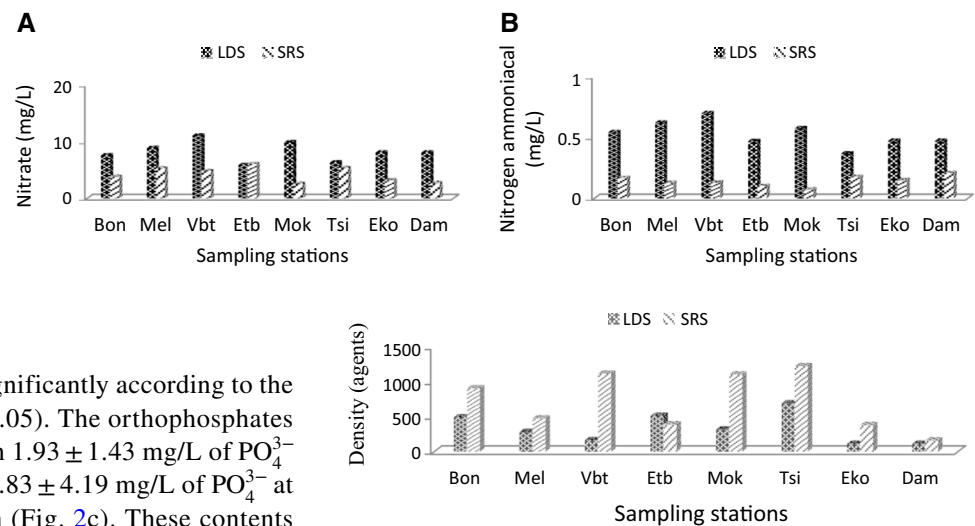 A
LDS SRS
Nitrate (mg/L)
20
10
0
Bon Mel Vbt Etb Mok Tsi Eko Dam
Sampling stations
B
LDS SRS
Nitrogen ammoniacal
(mg/L)
1
0.5
0
Bon Mel Vbt Etb Mok Tsi Eko Dam
Sampling stations
gnificantly according to the
.05). The orthophosphates
1.93 ± 1.43 mg/L of PO₄³⁻
.83 ± 4.19 mg/L of PO₄³⁻ at
(Fig. 2c). These contents
LDS SRS
Density (agents)
1500
1000
500
0
Bon Mel Vbt Etb Mok Tsi Eko Dam
Sampling stations